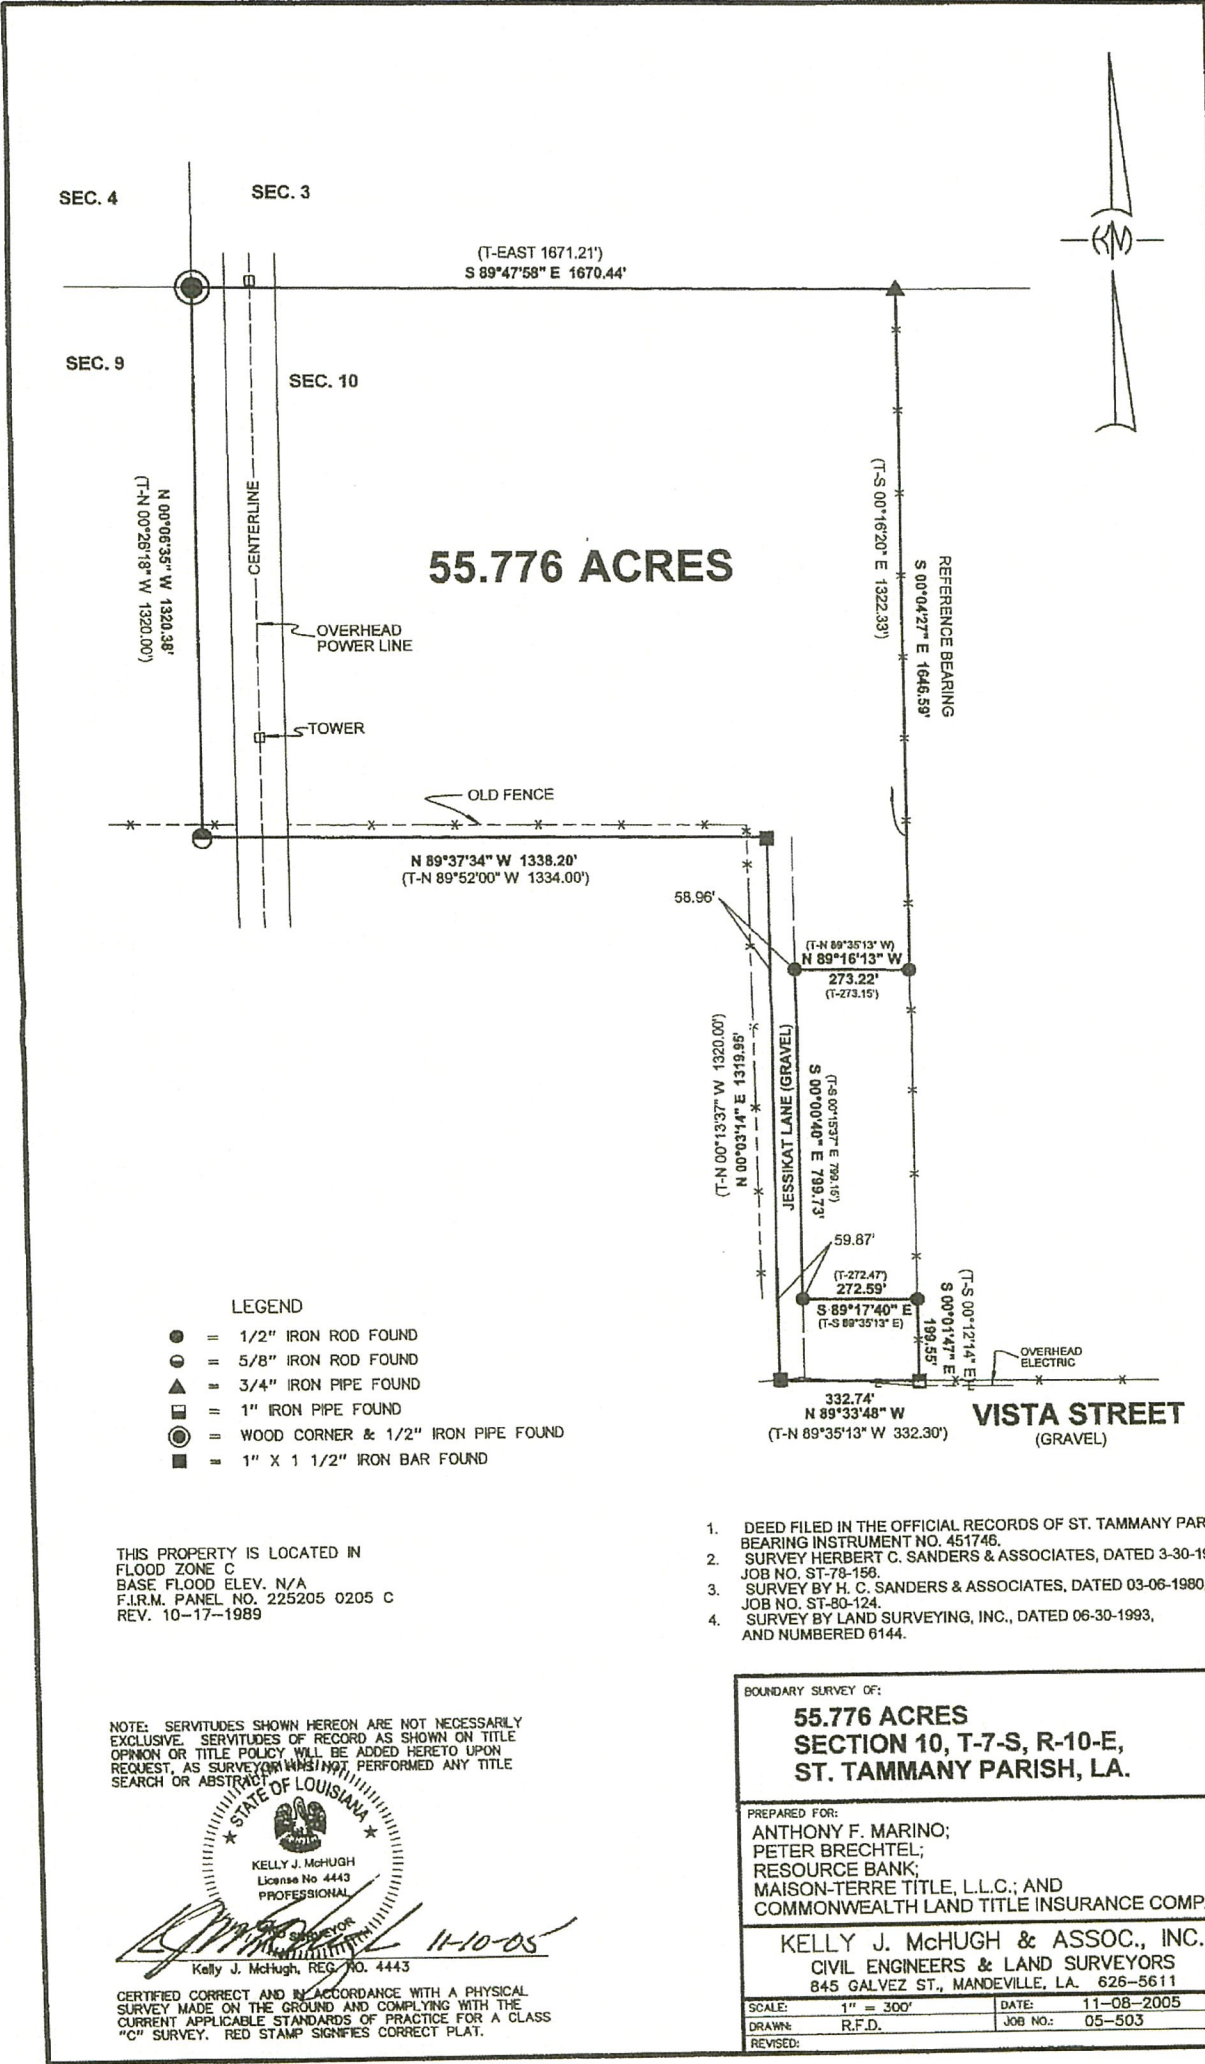 SEC. 4
SEC. 3
(T-EAST 1671.21')
S 89°47'58" E 1670.44'
KM
SEC. 9
SEC. 10
N 00°06'35" W 1320.38'
(T-N 00°26'18" W 1320.00')
CENTERLINE
55.776 ACRES
OVERHEAD
POWER LINE
TOWER
(T-S 00°16'20" E 1322.33')
REFERENCE BEARING
S 00°04'27" E 1646.59'
OLD FENCE
N 89°37'34" W 1338.20'
(T-N 89°52'00" W 1334.00')
58.96'
(T-N 89°35'13" W)
N 89°16'13" W
273.22'
(T-273.15')
(T-N 00°13'37" W 1320.00')
N 00°03'14" E 1319.95'
JESSIKAT LANE (GRAVEL)
(T-S 00°15'37" E 799.15')
S 00°00'40" E 799.73'
59.87'
(T-272.47')
272.59'
S 89°17'40" E
(T-S 89°35'13" E)
(T-S 00°12'14" E)
S 00°01'47" E
199.55'
OVERHEAD
ELECTRIC
332.74'
N 89°33'48" W
(T-N 89°35'13" W 332.30')
VISTA STREET
(GRAVEL)
LEGEND
= 1/2" IRON ROD FOUND
= 5/8" IRON ROD FOUND
= 3/4" IRON PIPE FOUND
= 1" IRON PIPE FOUND
= WOOD CORNER & 1/2" IRON PIPE FOUND
= 1" X 1 1/2" IRON BAR FOUND
THIS PROPERTY IS LOCATED IN
FLOOD ZONE C
BASE FLOOD ELEV. N/A
F.I.R.M. PANEL NO. 225205 0205 C
REV. 10-17-1989
1. DEED FILED IN THE OFFICIAL RECORDS OF ST. TAMMANY PAR
BEARING INSTRUMENT NO. 451746.
2. SURVEY HERBERT C. SANDERS & ASSOCIATES, DATED 3-30-19
JOB NO. ST-78-156.
3. SURVEY BY H. C. SANDERS & ASSOCIATES, DATED 03-06-1980
JOB NO. ST-80-124.
4. SURVEY BY LAND SURVEYING, INC., DATED 06-30-1993,
AND NUMBERED 6144.
NOTE: SERVITUDES SHOWN HEREON ARE NOT NECESSARILY
EXCLUSIVE. SERVITUDES OF RECORD AS SHOWN ON TITLE
OPINION OR TITLE POLICY WILL BE ADDED HERETO UPON
REQUEST, AS SURVEYOR HAS NOT PERFORMED ANY TITLE
SEARCH OR ABSTRACT.
STATE OF LOUISIANA
KELLY J. McHUGH
License No 4443
PROFESSIONAL
SURVEYOR
11-10-05
Kelly J. McHugh, REG. NO. 4443
CERTIFIED CORRECT AND IN ACCORDANCE WITH A PHYSICAL
SURVEY MADE ON THE GROUND AND COMPLYING WITH THE
CURRENT APPLICABLE STANDARDS OF PRACTICE FOR A CLASS
"C" SURVEY. RED STAMP SIGNIFIES CORRECT PLAT.
BOUNDARY SURVEY OF:
55.776 ACRES
SECTION 10, T-7-S, R-10-E,
ST. TAMMANY PARISH, LA.
PREPARED FOR:
ANTHONY F. MARINO;
PETER BRECHTEL;
RESOURCE BANK;
MAISON-TERRE TITLE, L.L.C.; AND
COMMONWEALTH LAND TITLE INSURANCE COMP
KELLY J. McHUGH & ASSOC., INC.
CIVIL ENGINEERS & LAND SURVEYORS
845 GALVEZ ST., MANDEVILLE, LA. 626-5611
SCALE: 1" = 300' DATE: 11-08-2005
DRAWN: R.F.D. JOB NO.: 05-503
REVISED: